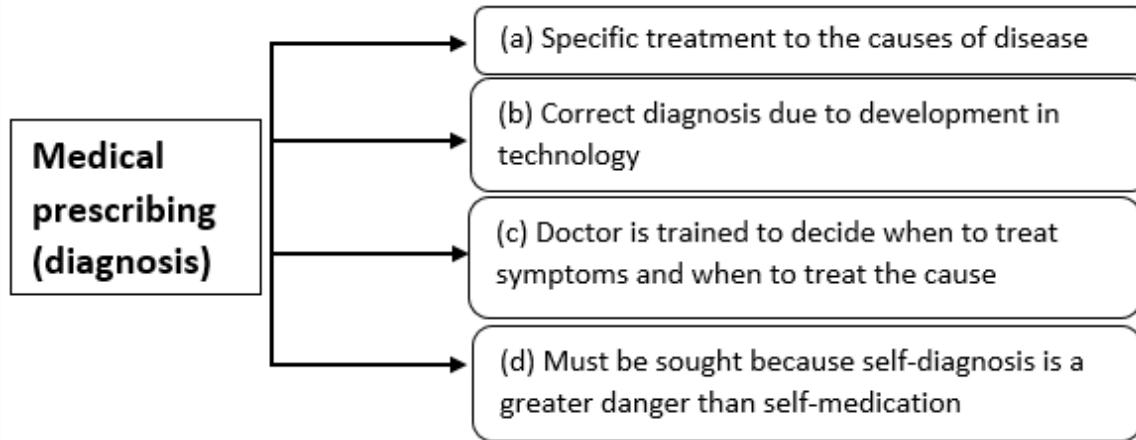 Medical
prescribing
(diagnosis)
(a) Specific treatment to the causes of disease
(b) Correct diagnosis due to development in
technology
(c) Doctor is trained to decide when to treat
symptoms and when to treat the cause
(d) Must be sought because self-diagnosis is a
greater danger than self-medication